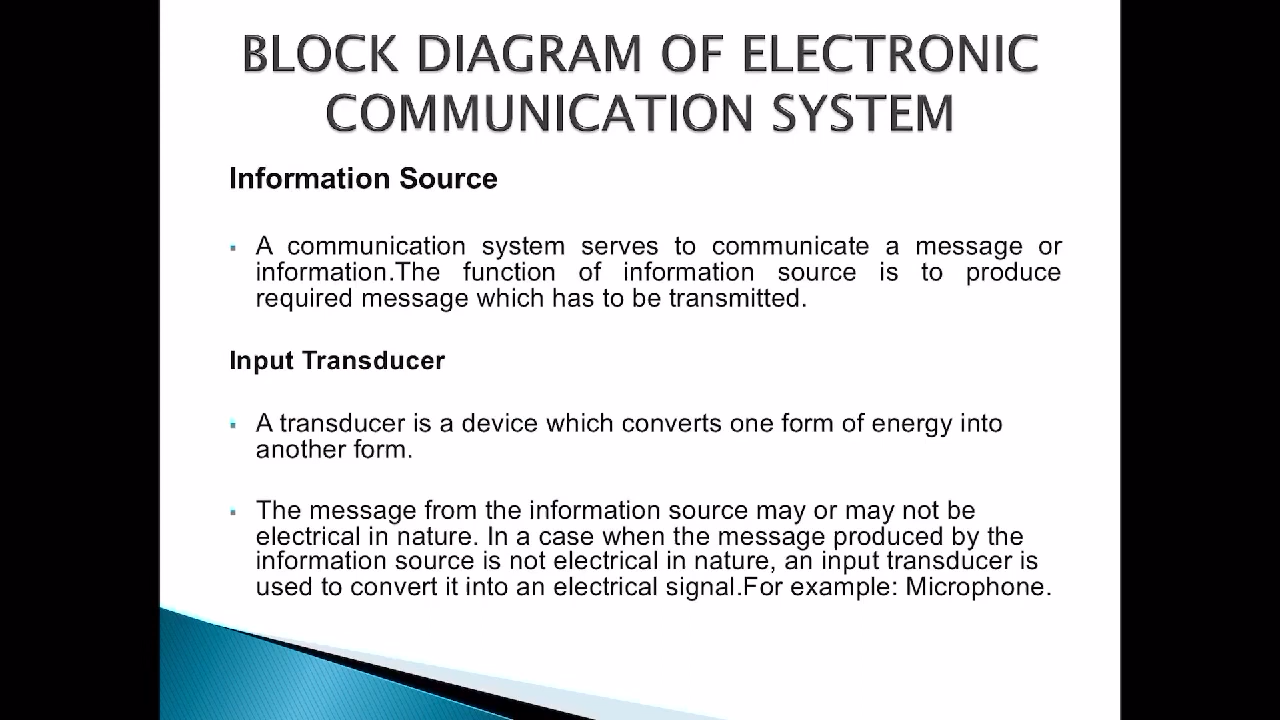 BLOCK DIAGRAM OF ELECTRONIC
COMMUNICATION SYSTEM
Information Source
A communication system serves to communicate a message or
information.The function of information source is to produce
required message which has to be transmitted.
Input Transducer
A transducer is a device which converts one form of energy into
another form.
The message from the information source may or may not be
electrical in nature. In a case when the message produced by the
information source is not electrical in nature, an input transducer is
used to convert it into an electrical signal.For example: Microphone.